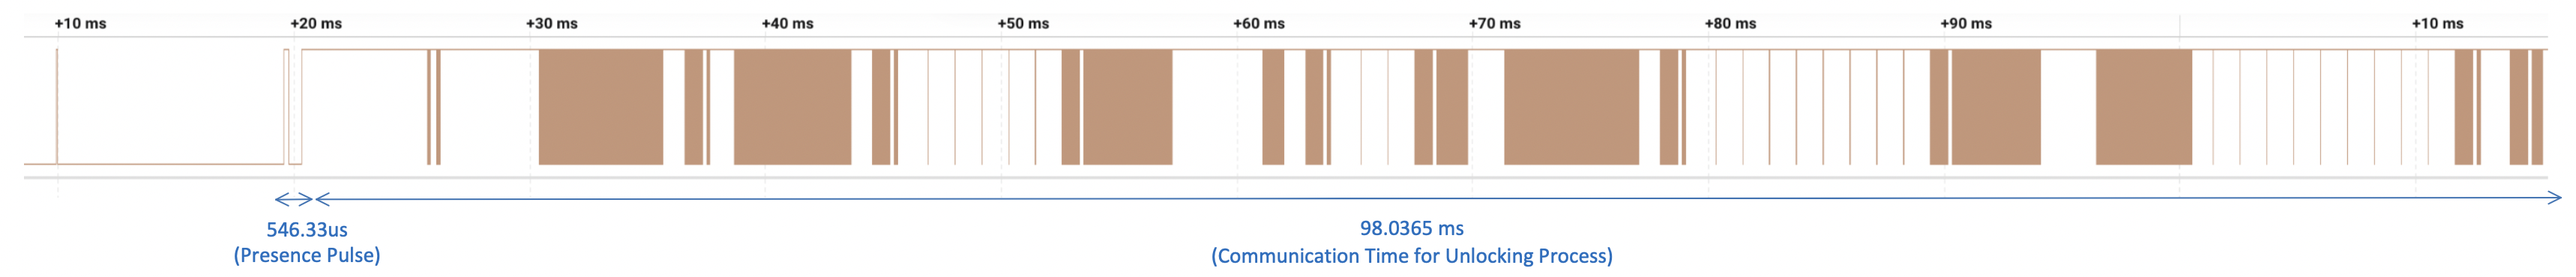 +10 ms +20 ms +30 ms +40 ms +50 ms +60 ms +70 ms +80 ms +90 ms +10 ms
546.33us
(Presence Pulse)
98.0365 ms
(Communication Time for Unlocking Process)